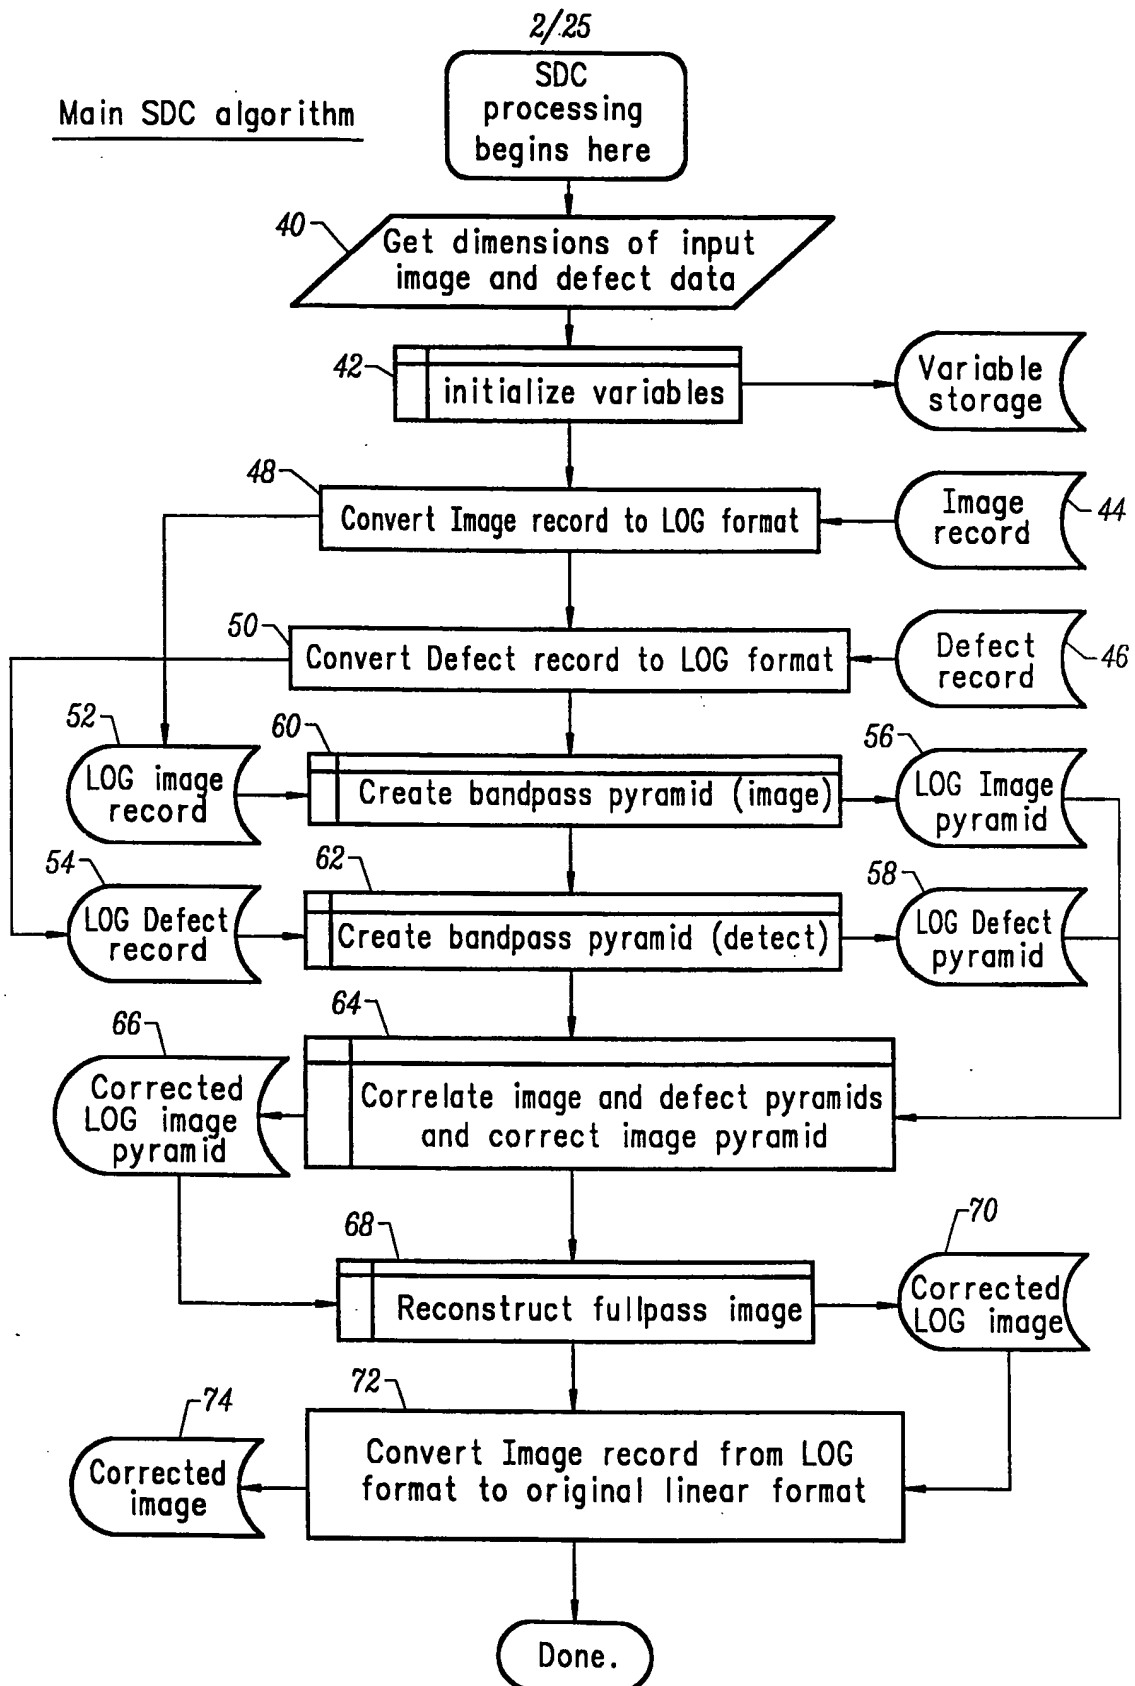 2/25
Main SDC algorithm
SDC
processing
begins here
40
Get dimensions of input
image and defect data
42
initialize variables
Variable
storage
48
Convert Image record to LOG format
Image
record
44
50
Convert Defect record to LOG format
Defect
record
46
52
LOG image
record
60
Create bandpass pyramid (image)
56
LOG Image
pyramid
54
LOG Defect
record
62
Create bandpass pyramid (detect)
58
LOG Defect
pyramid
64
Correlate image and defect pyramids
and correct image pyramid
66
Corrected
LOG image
pyramid
68
Reconstruct fullpass image
70
Corrected
LOG image
72
Convert Image record from LOG
format to original linear format
74
Corrected
image
Done.